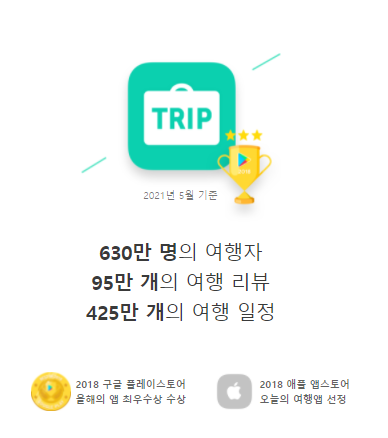 TRIP
2021년 5월 기준
630만 명의 여행자
95만 개의 여행 리뷰
425만 개의 여행 일정
2018 구글 플레이스토어
올해의 앱 최우수상 수상
2018 애플 앱스토어
오늘의 여행앱 선정